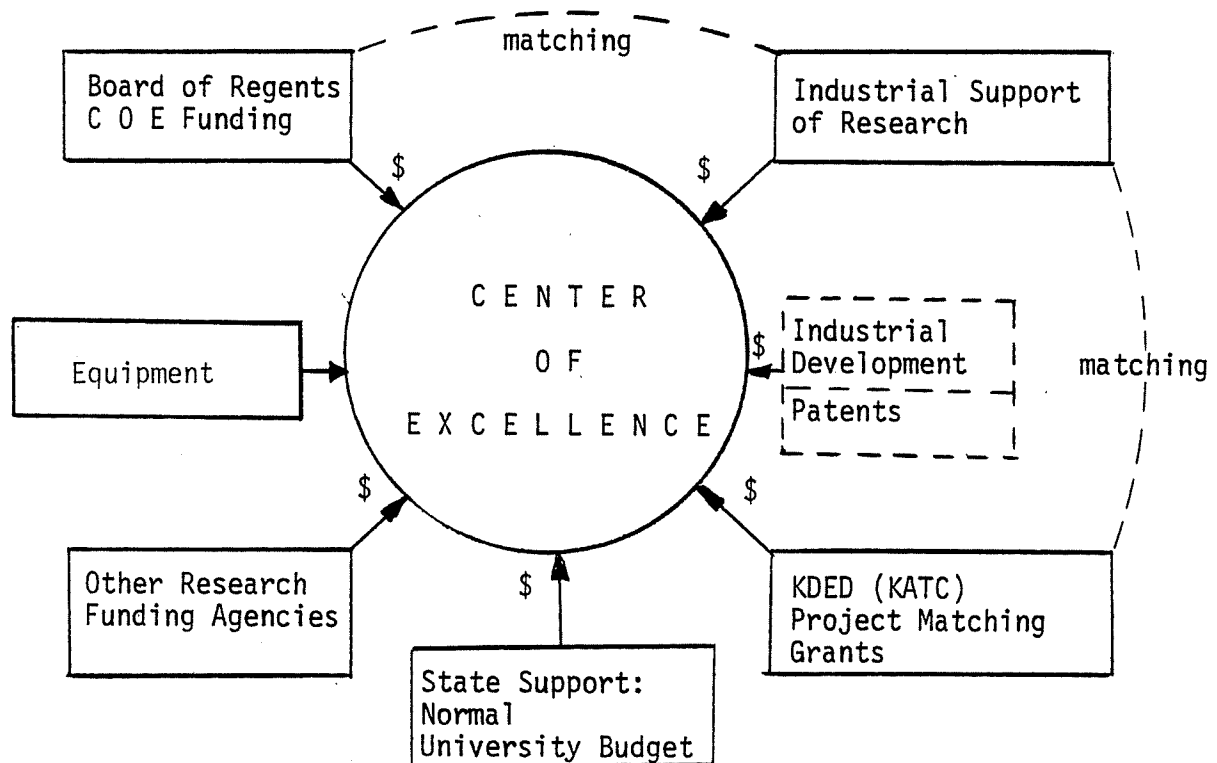 matching
Board of Regents
C O E Funding
Industrial Support
of Research
$
$
C E N T E R
O F
E X C E L L E N C E
Equipment
$
Industrial
Development
Patents
matching
$
$
Other Research
Funding Agencies
$
KDED (KATC)
Project Matching
Grants
State Support:
Normal
University Budget